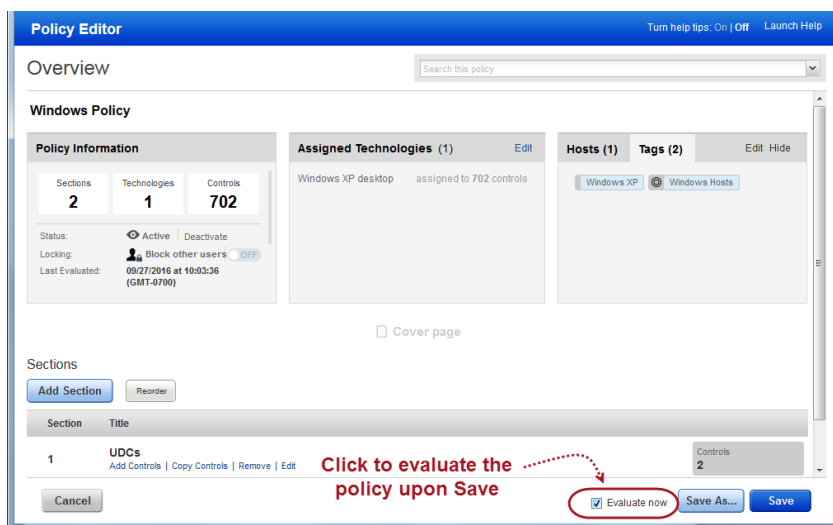 Policy Editor
Turn help tips: On | Off Launch Help
Overview
Search this policy
Windows Policy
Policy Information
Sections Technologies Controls
2 1 702
Status: Active | Deactivate
Locking: Block other users OFF
Last Evaluated: 09/27/2016 at 10:03:36
(GMT-0700)
Assigned Technologies (1) Edit
Windows XP desktop assigned to 702 controls
Hosts (1) Tags (2) Edit Hide
Windows XP Windows Hosts
Cover page
Sections
Add Section Reorder
Section Title
1 UDCs
Add Controls | Copy Controls | Remove | Edit
Controls
2
Click to evaluate the
policy upon Save
Cancel Evaluate now Save As... Save